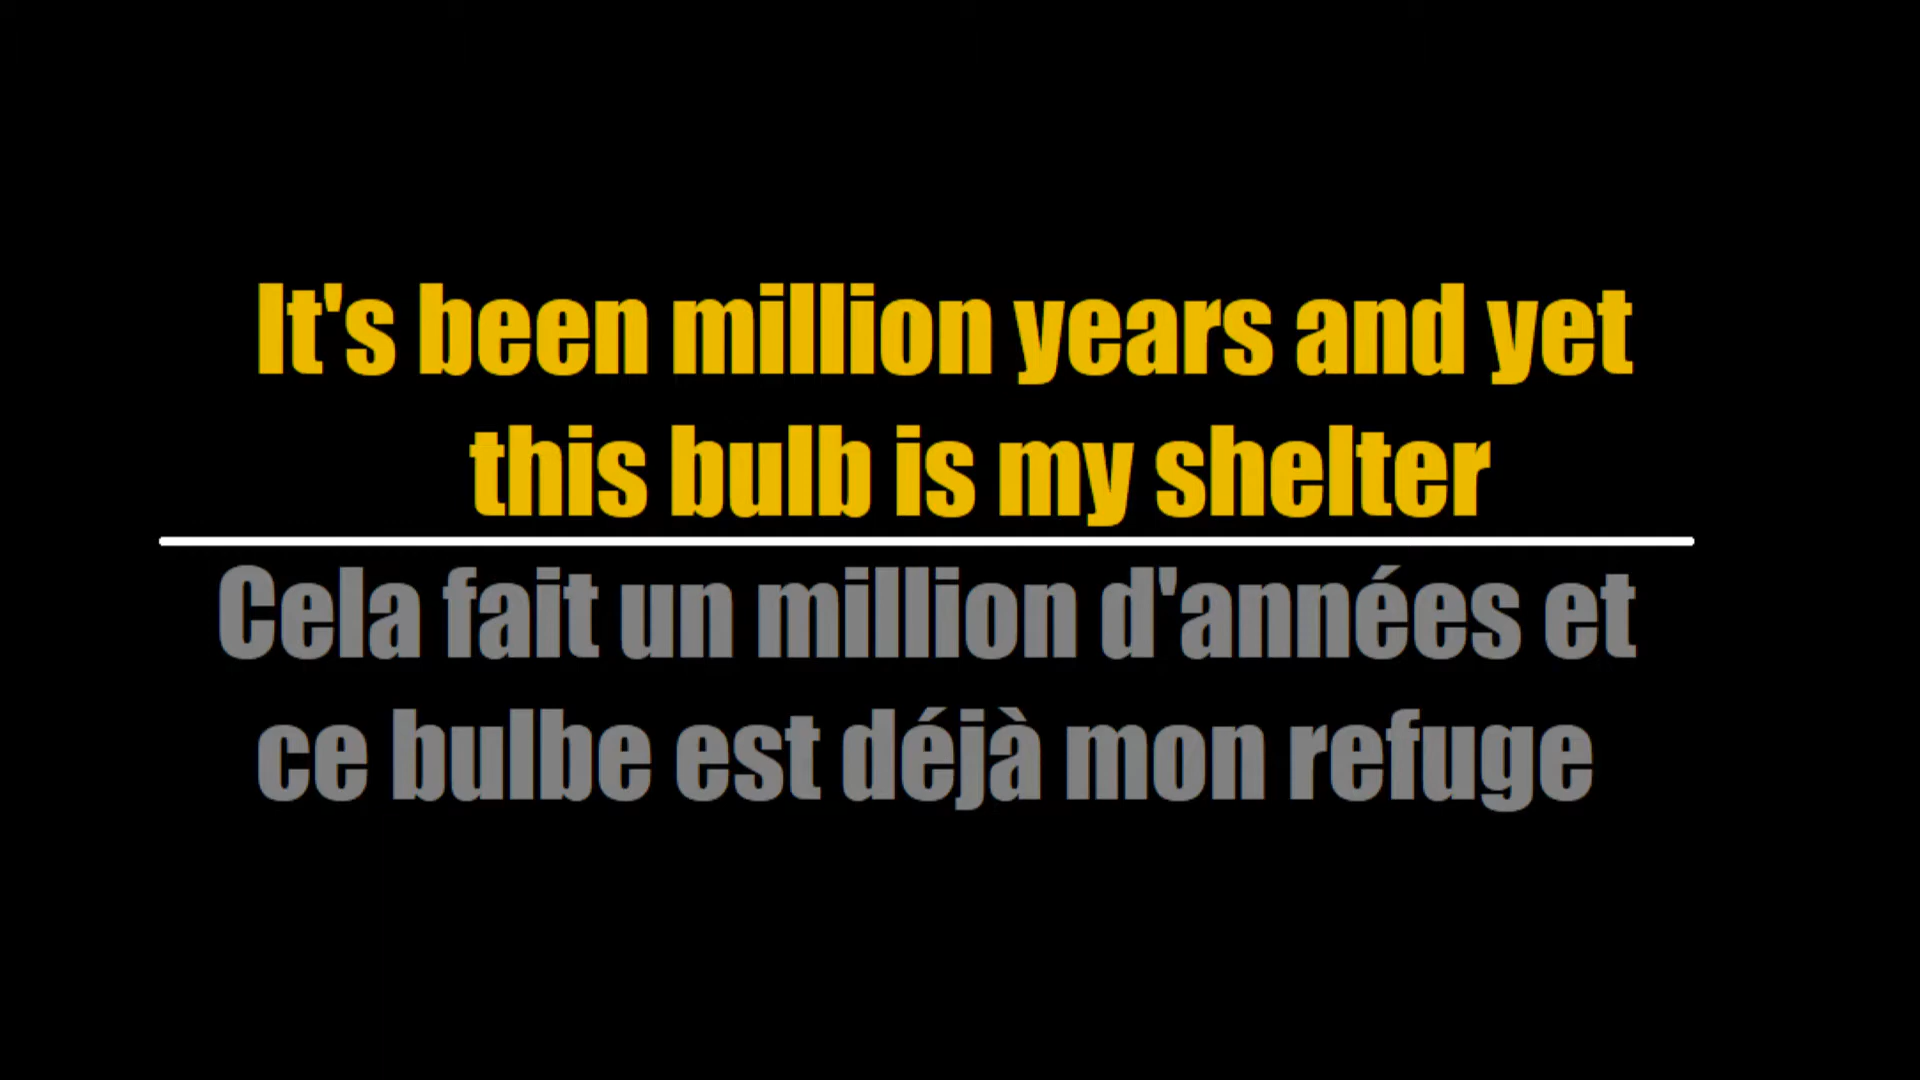 It's been million years and yet
this bulb is my shelter
Cela fait un million d'années et
ce bulbe est déjà mon refuge